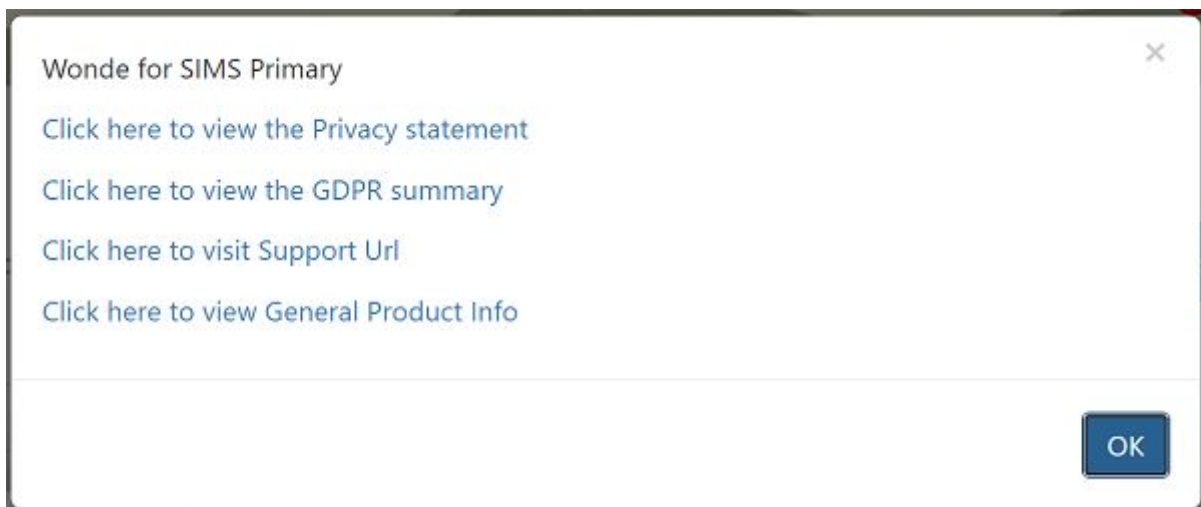 Wonde for SIMS Primary
×
Click here to view the Privacy statement
Click here to view the GDPR summary
Click here to visit Support Url
Click here to view General Product Info
OK